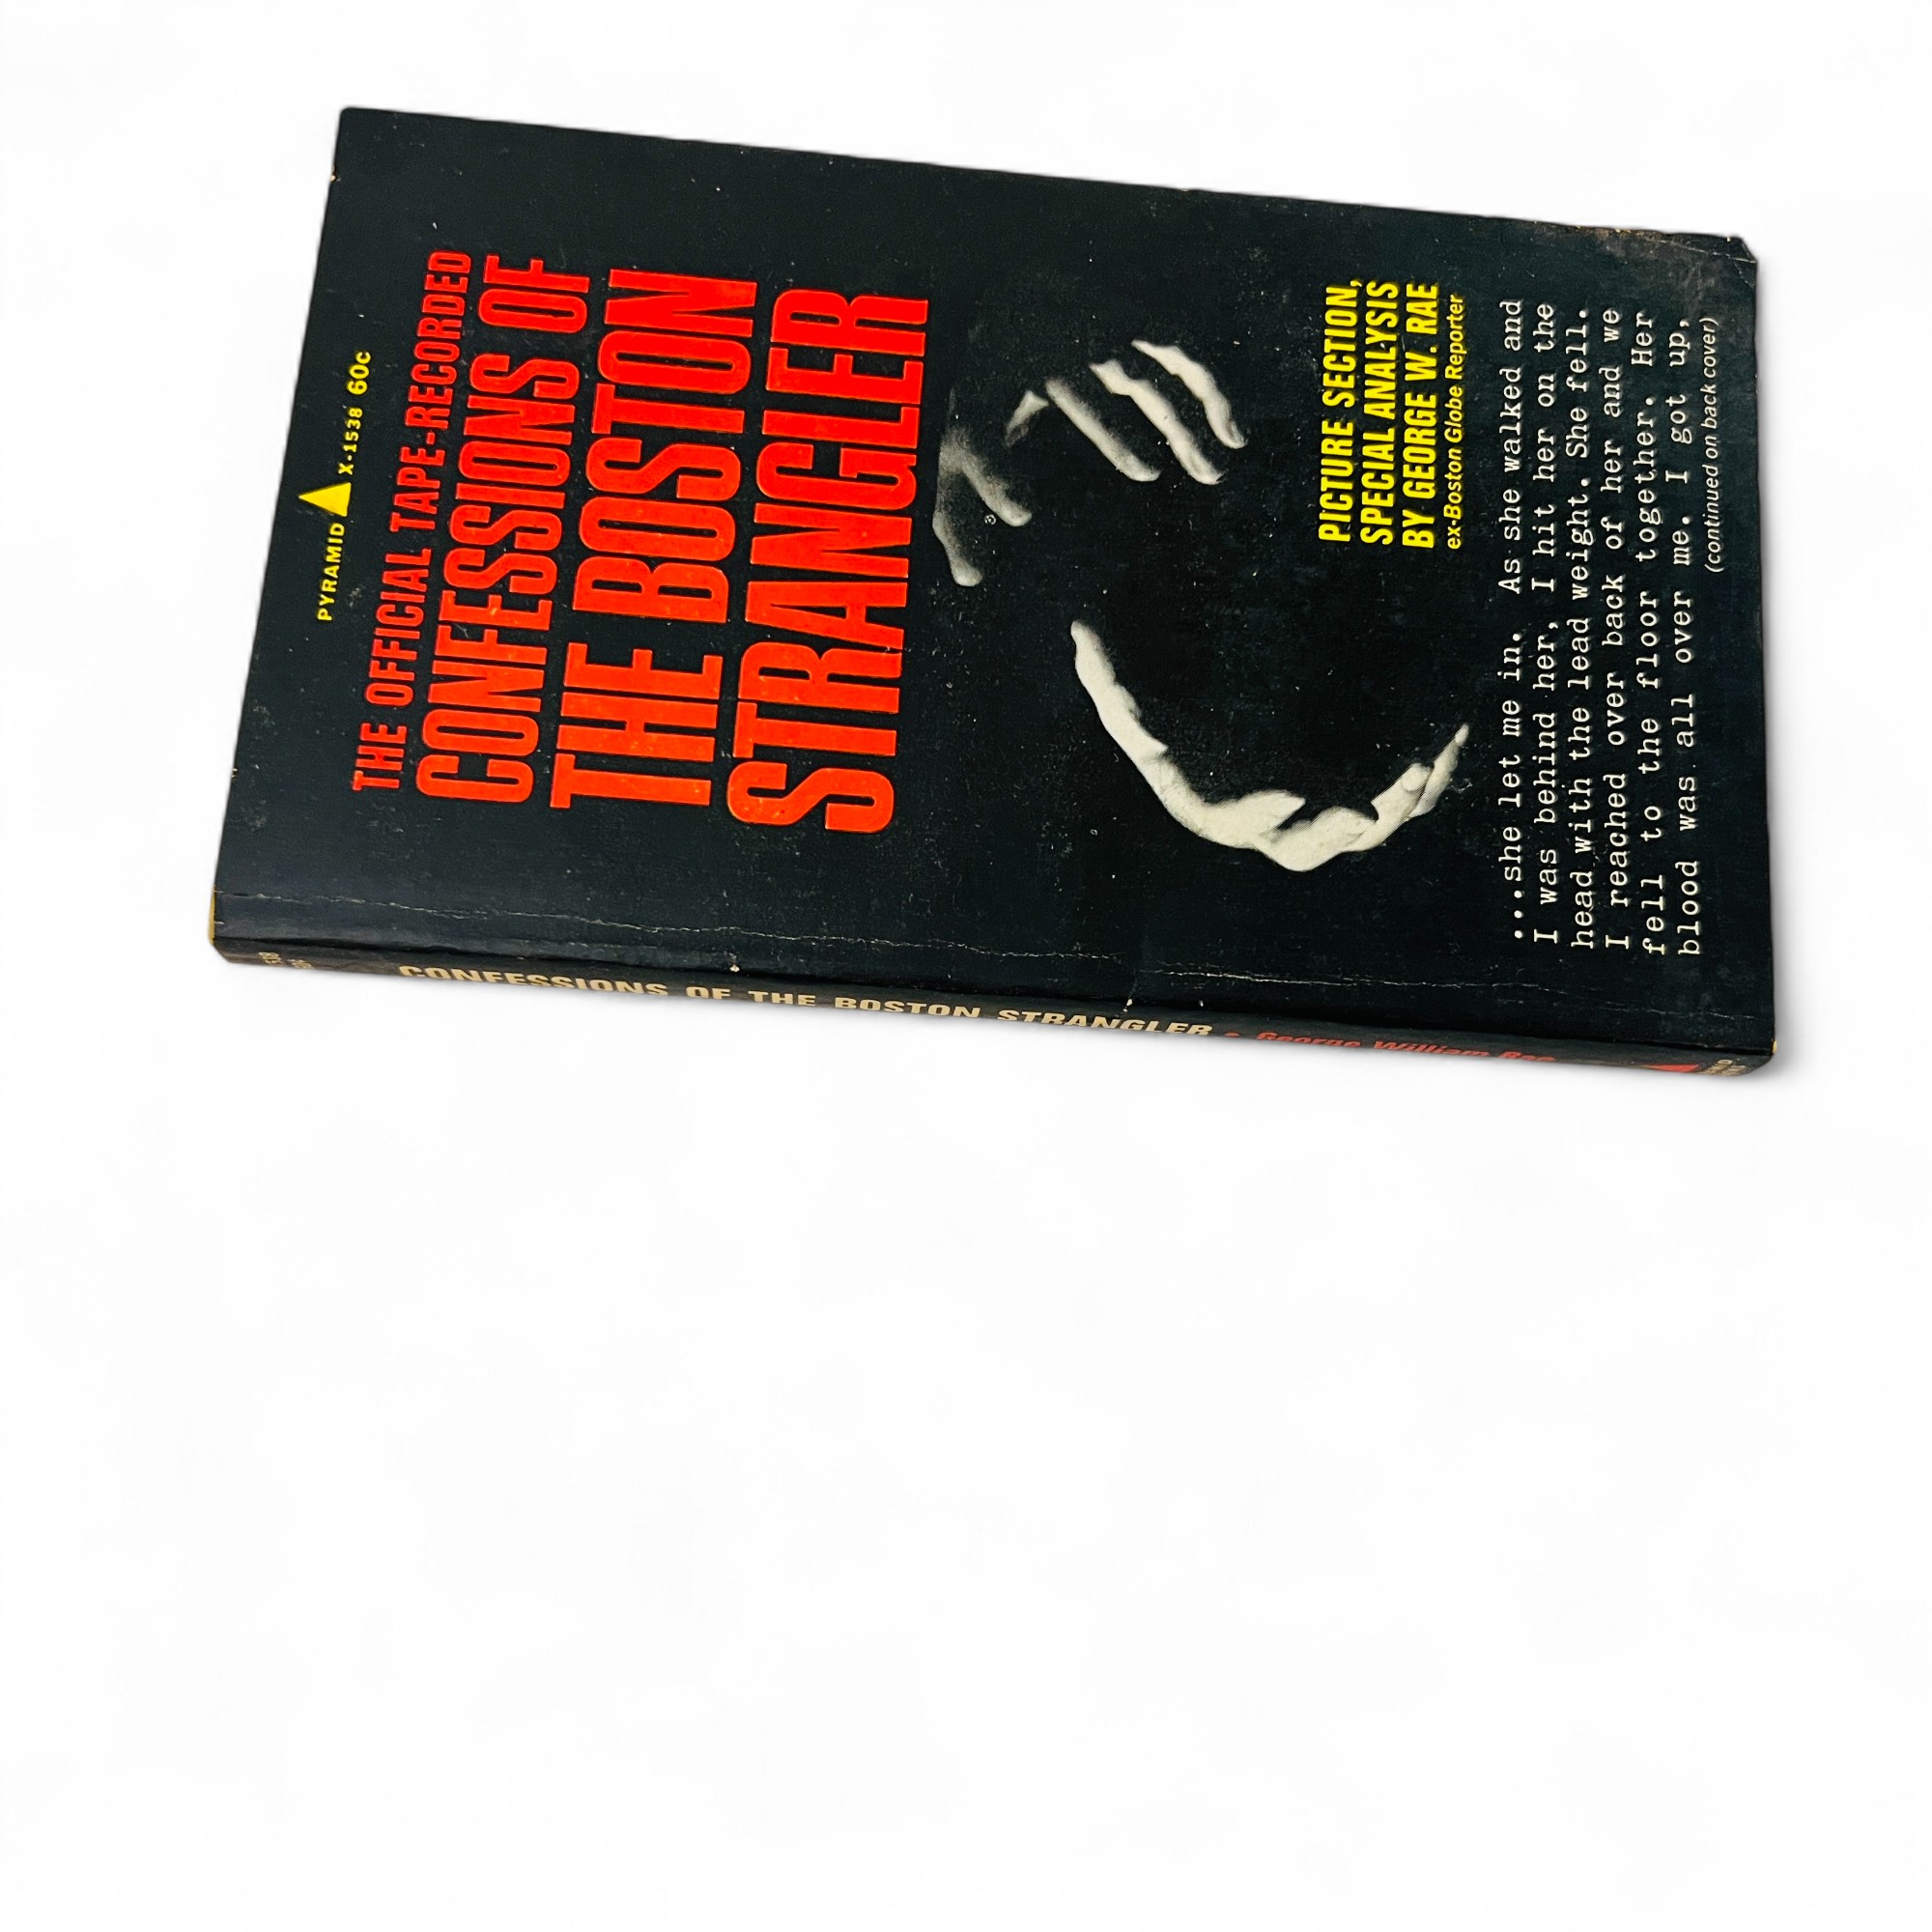 PYRAMID X-1538 60c
THE OFFICIAL TAPE-RECORDED
CONFESSIONS OF
THE BOSTON
STRANGLER
PICTURE SECTION,
SPECIAL ANALYSIS
BY GEORGE W. RAE
ex-Boston Globe Reporter
...she let me in. As she walked and
I was behind her, I hit her on the
head with the lead weight. She fell.
I reached over back of her and we
fell to the floor together. Her
blood was all over me. I got up,
(continued on back cover)
CONFESSIONS OF THE BOSTON STRANGLER • George William Rae